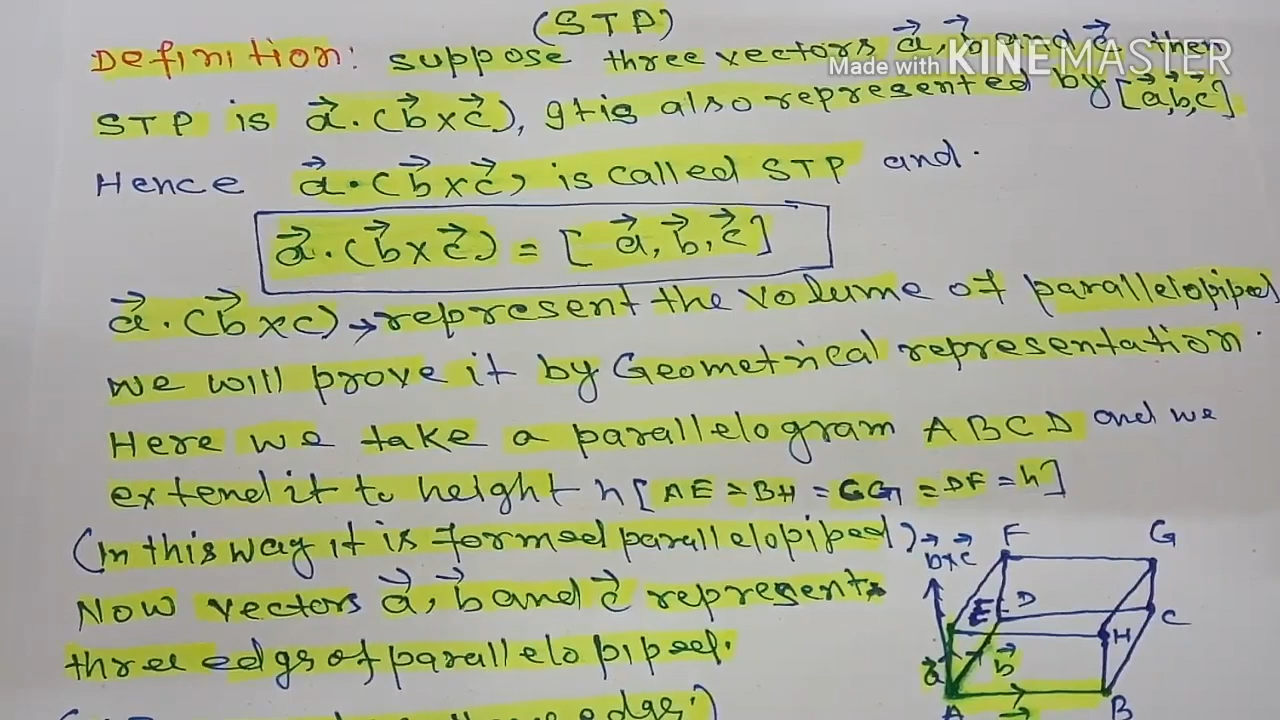 (STP)
Definition: suppose three vectors a⃗, b⃗ and c⃗ then
Made with KINEMASTER
STP is a⃗.(b⃗×c⃗), gt is also represented by [a⃗,b⃗,c⃗]
Hence a⃗.(b⃗×c⃗) is called STP and.
a⃗.(b⃗×c⃗) = [a⃗, b⃗, c⃗]
a⃗.(b⃗×c) → represent the volume of parallelopiped
we will prove it by Geometrical representation.
Here we take a parallelogram ABCD and we
extend it to height h [AE = BH = CG = DF = h]
(In this way it is formed parallelopiped)
Now vectors a⃗, b⃗ and c⃗ represents
three edgs of parallelopiped.
edge:)
F G
b⃗×c⃗
E D C
H
a⃗ b⃗
A B